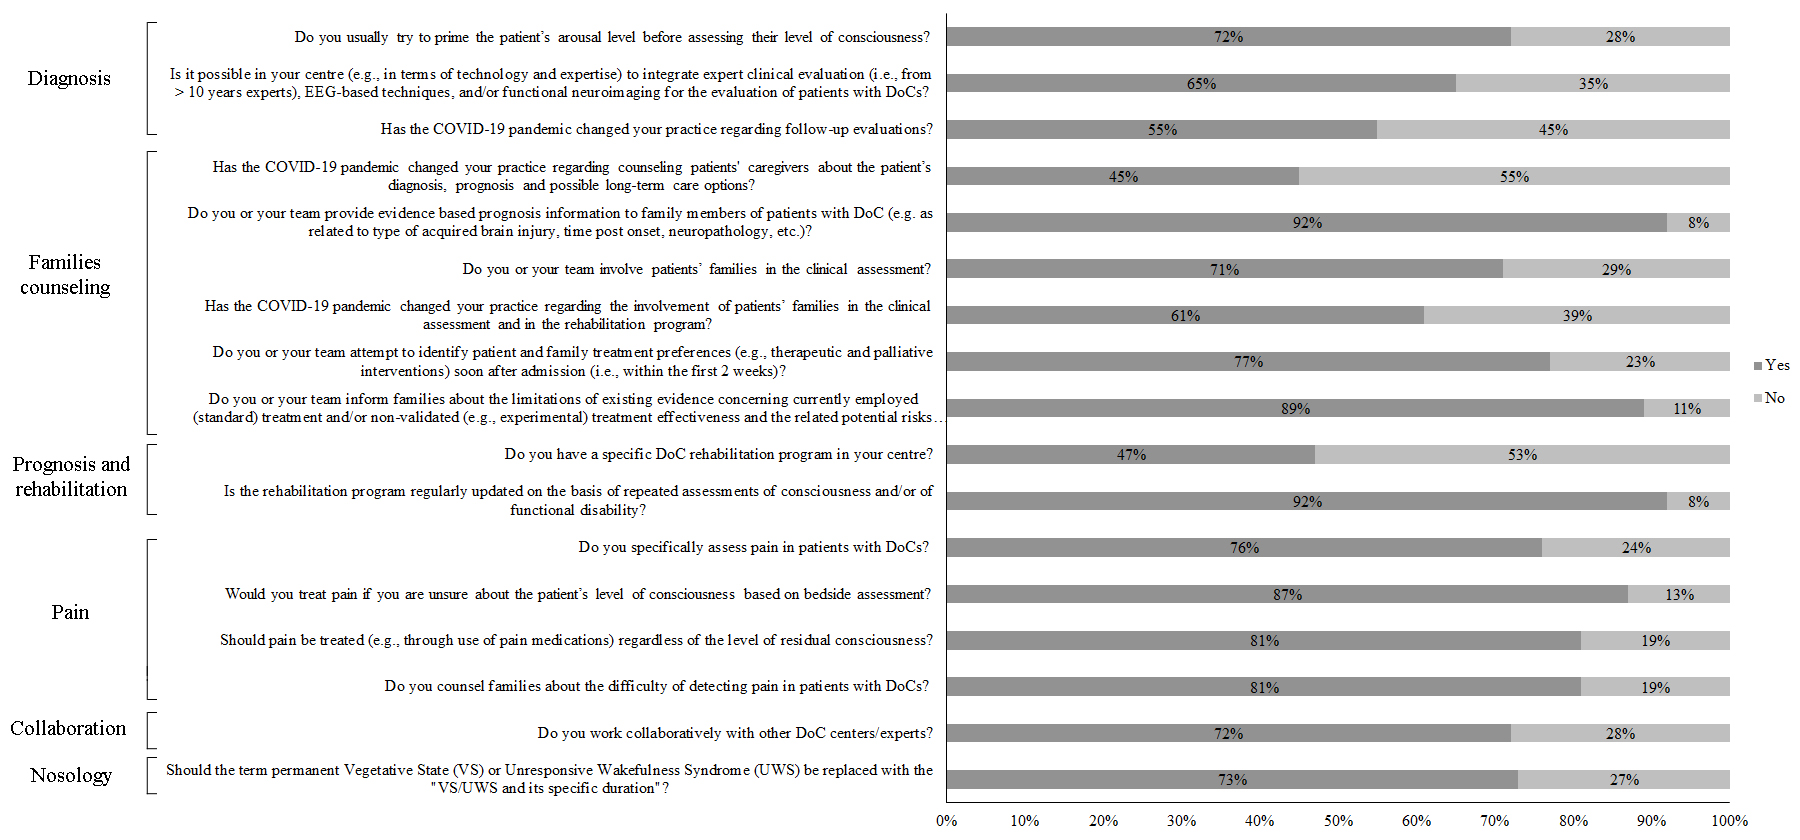 Diagnosis
Do you usually try to prime the patient's arousal level before assessing their level of consciousness?
72%
28%
Is it possible in your centre (e.g., in terms of technology and expertise) to integrate expert clinical evaluation (i.e., from
> 10 years experts), EEG-based techniques, and/or functional neuroimaging for the evaluation of patients with DoCs?
65%
35%
Has the COVID-19 pandemic changed your practice regarding follow-up evaluations?
55%
45%
Families
counseling
Has the COVID-19 pandemic changed your practice regarding counseling patients' caregivers about the patient's
diagnosis, prognosis and possible long-term care options?
45%
55%
Do you or your team provide evidence based prognosis information to family members of patients with DoC (e.g. as
related to type of acquired brain injury, time post onset, neuropathology, etc.)?
92%
8%
Do you or your team involve patients' families in the clinical assessment?
71%
29%
Has the COVID-19 pandemic changed your practice regarding the involvement of patients' families in the clinical
assessment and in the rehabilitation program?
61%
39%
Do you or your team attempt to identify patient and family treatment preferences (e.g., therapeutic and palliative
interventions) soon after admission (i.e., within the first 2 weeks)?
77%
23%
Do you or your team inform families about the limitations of existing evidence concerning currently employed
(standard) treatment and/or non-validated (e.g., experimental) treatment effectiveness and the related potential risks…
89%
11%
Prognosis and
rehabilitation
Do you have a specific DoC rehabilitation program in your centre?
47%
53%
Is the rehabilitation program regularly updated on the basis of repeated assessments of consciousness and/or of
functional disability?
92%
8%
Pain
Do you specifically assess pain in patients with DoCs?
76%
24%
Would you treat pain if you are unsure about the patient's level of consciousness based on bedside assessment?
87%
13%
Should pain be treated (e.g., through use of pain medications) regardless of the level of residual consciousness?
81%
19%
Do you counsel families about the difficulty of detecting pain in patients with DoCs?
81%
19%
Collaboration
Do you work collaboratively with other DoC centers/experts?
72%
28%
Nosology
Should the term permanent Vegetative State (VS) or Unresponsive Wakefulness Syndrome (UWS) be replaced with the
"VS/UWS and its specific duration"?
73%
27%
0% 10% 20% 30% 40% 50% 60% 70% 80% 90% 100%
Yes
No